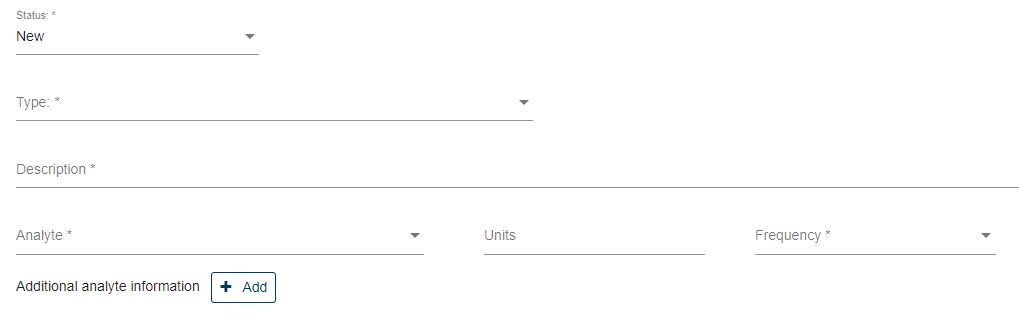 Status: *
New
Type: *
Description *
Analyte * Units Frequency *
Additional analyte information + Add